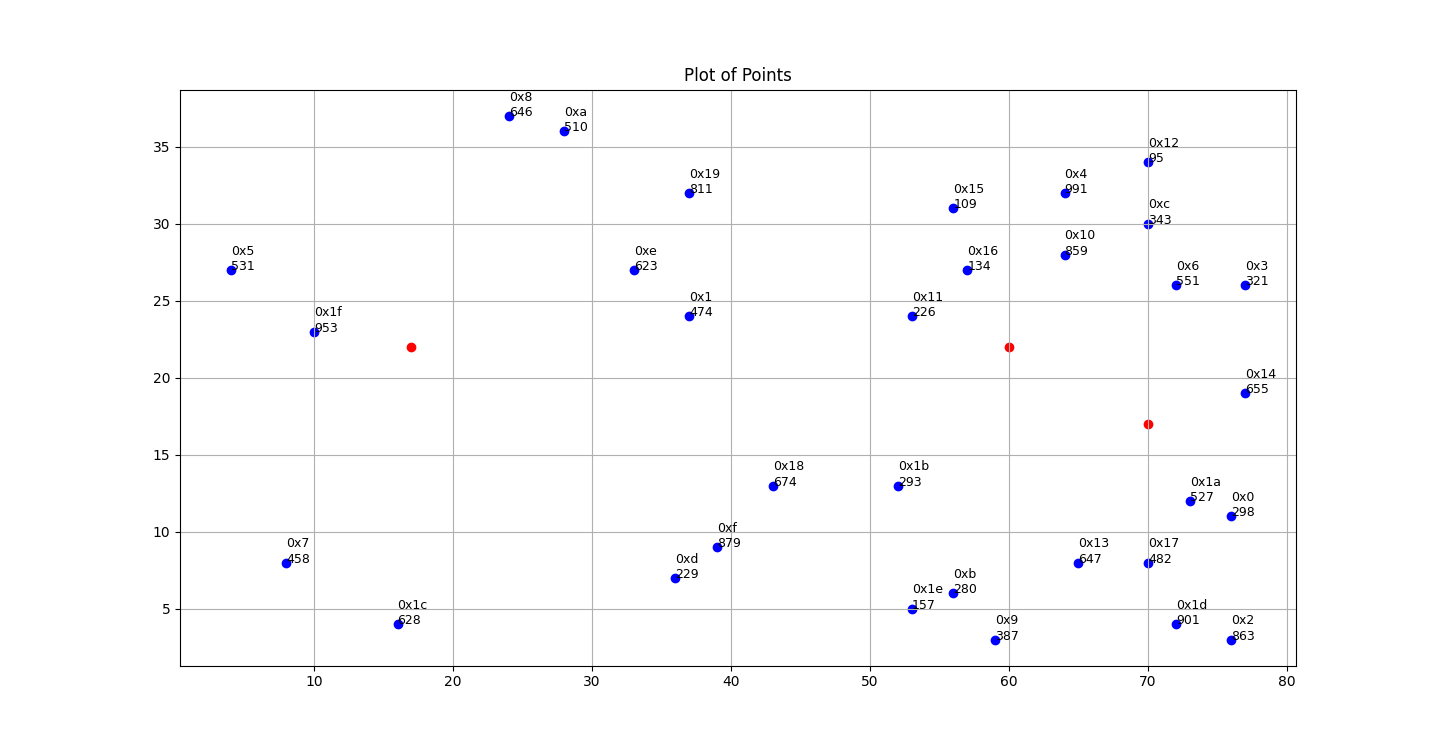 Plot of Points
0x8
646
0xa
510
0x12
95
0x19
811
0x4
991
0x15
109
0xc
343
0x10
859
0x5
531
0xe
623
0x16
134
0x6
551
0x3
321
0x1
474
0x11
226
0x1f
953
0x14
655
0x18
674
0x1b
293
0x1a
527
0x0
298
0xf
879
0x7
458
0x13
647
0x17
482
0xd
229
0xb
280
0x1e
157
0x1c
628
0x1d
901
0x9
387
0x2
863
35
30
25
20
15
10
5
10
20
30
40
50
60
70
80